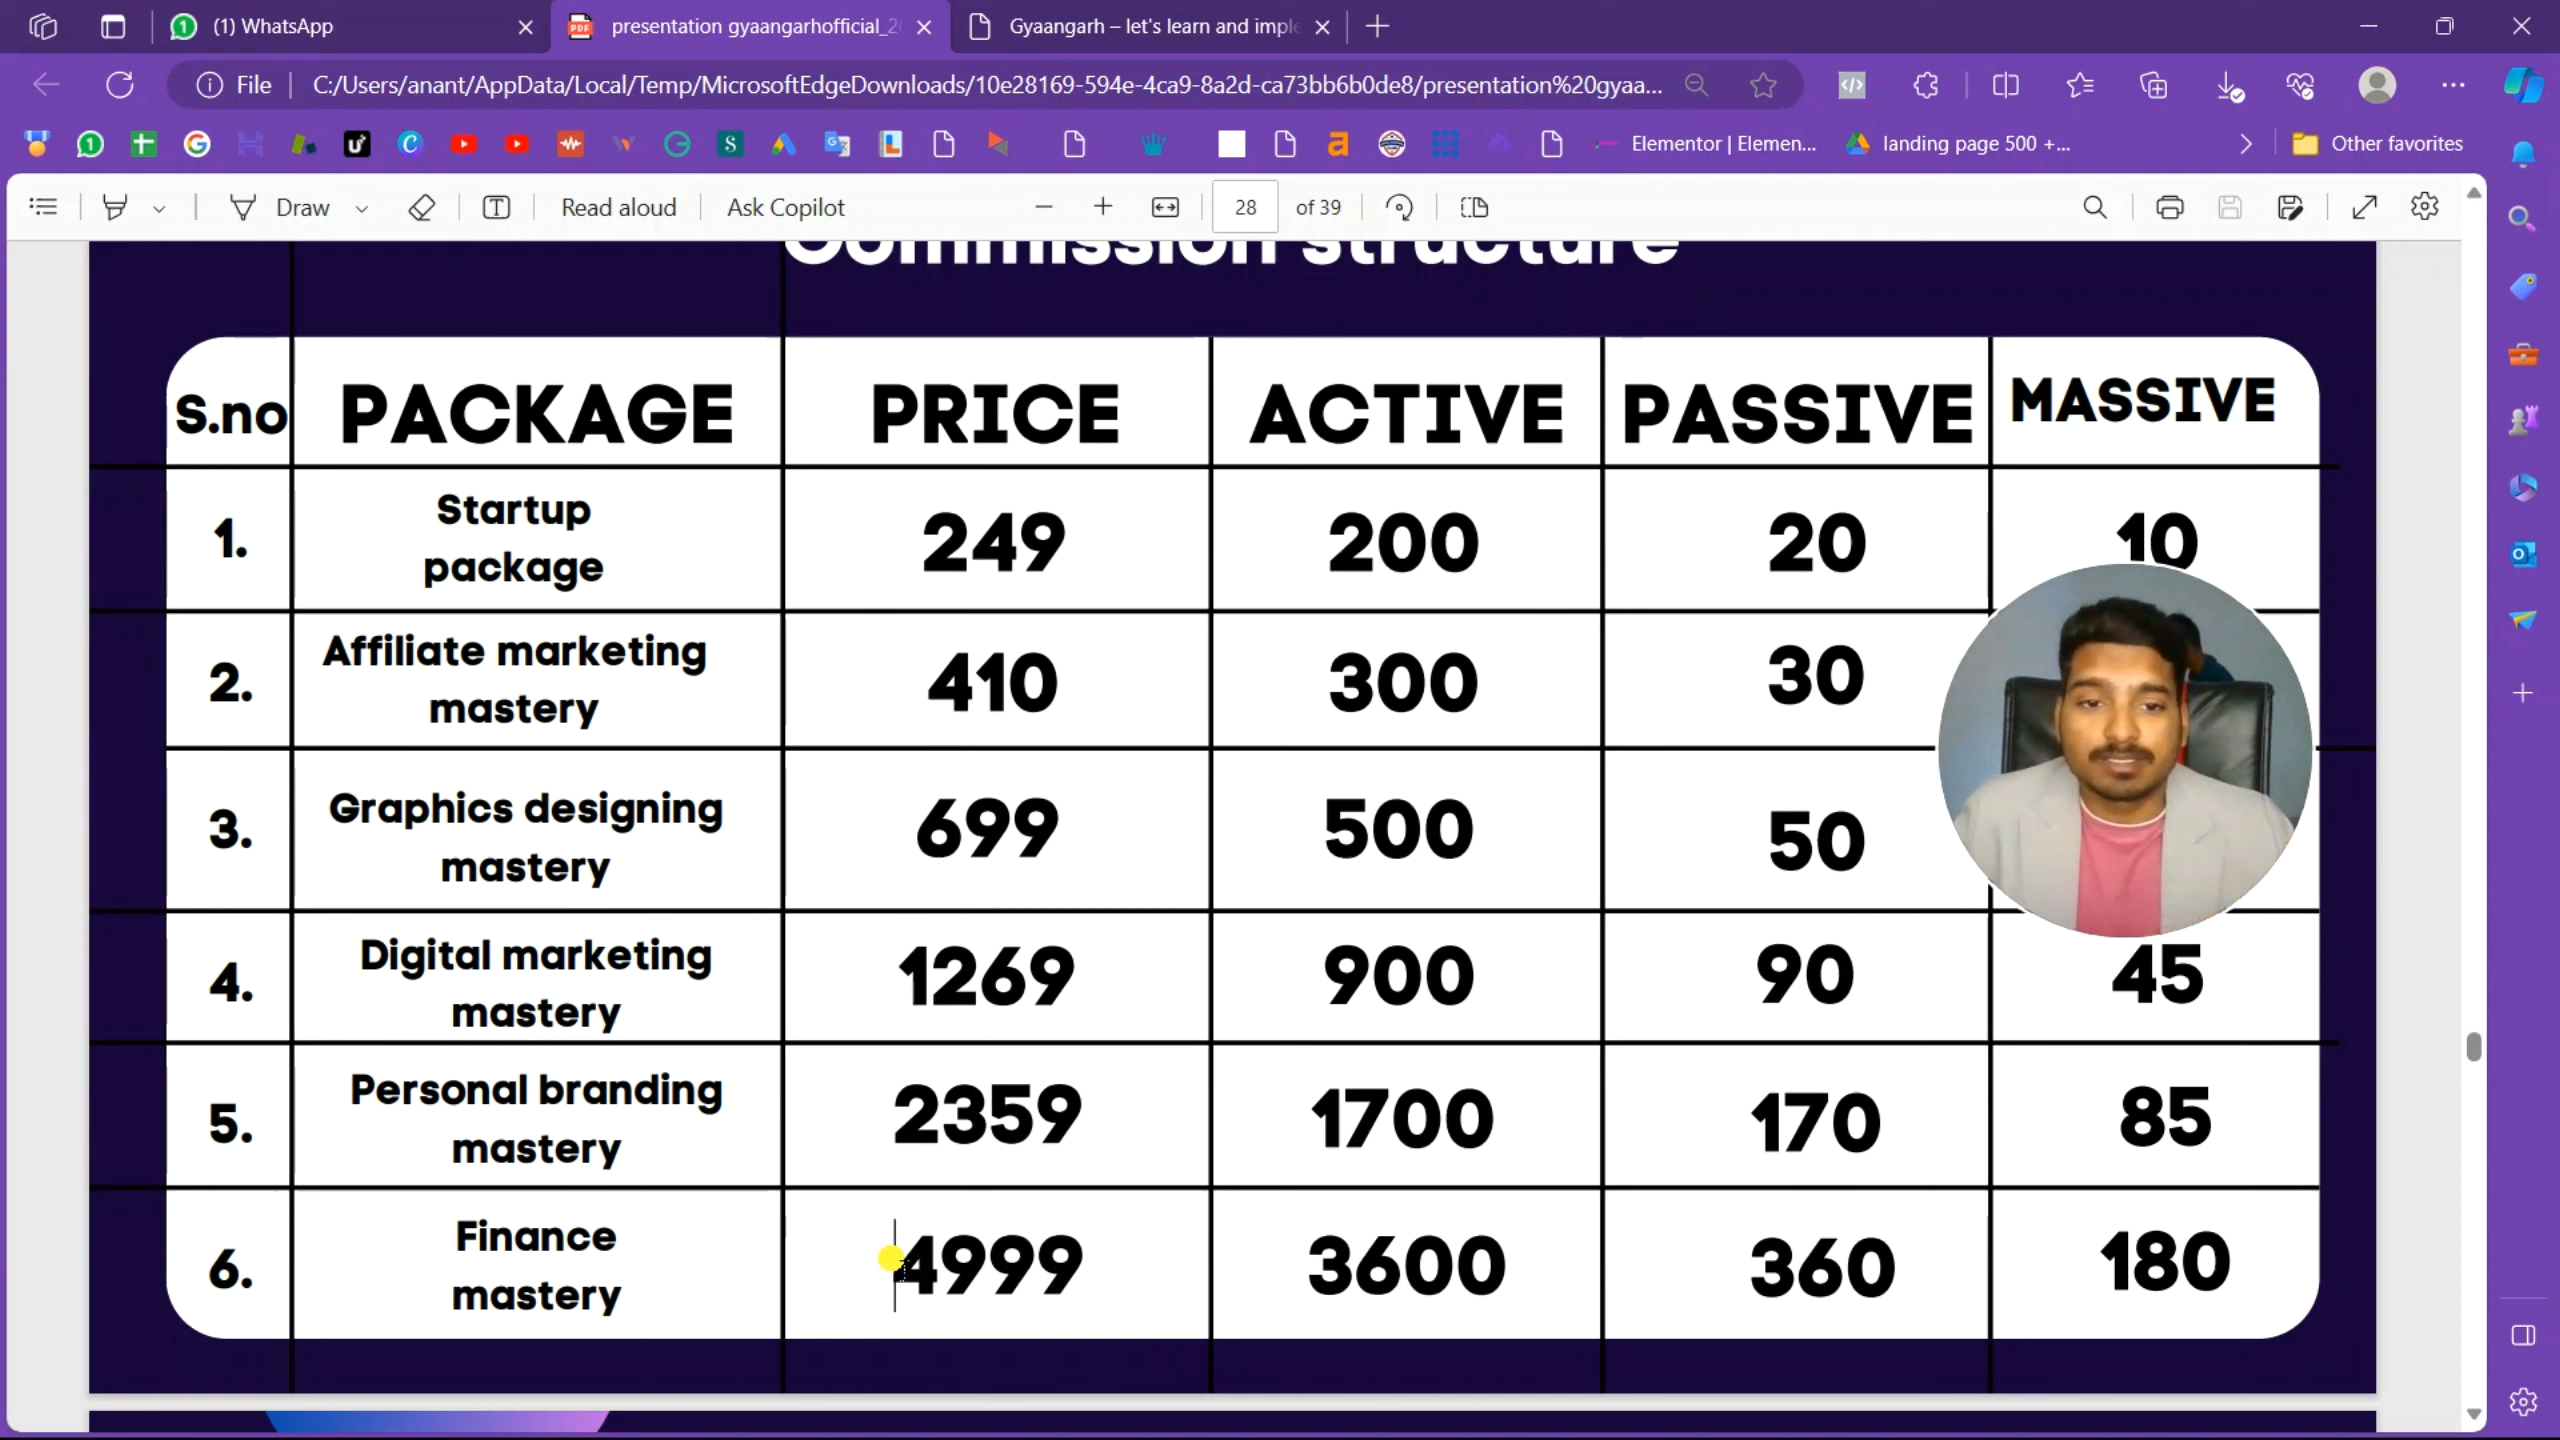 (1) WhatsApp
presentation gyaangarhofficial_2
Gyaangarh – let's learn and imple
File
C:/Users/anant/AppData/Local/Temp/MicrosoftEdgeDownloads/10e28169-594e-4ca9-8a2d-ca73bb6b0de8/presentation%20gyaa...
Elementor | Elemen...
landing page 500 +...
Other favorites
Draw
Read aloud
Ask Copilot
28 of 39
Commission structure
S.no PACKAGE PRICE ACTIVE PASSIVE MASSIVE
1. Startup package 249 200 20 10
2. Affiliate marketing mastery 410 300 30
3. Graphics designing mastery 699 500 50
4. Digital marketing mastery 1269 900 90 45
5. Personal branding mastery 2359 1700 170 85
6. Finance mastery 4999 3600 360 180